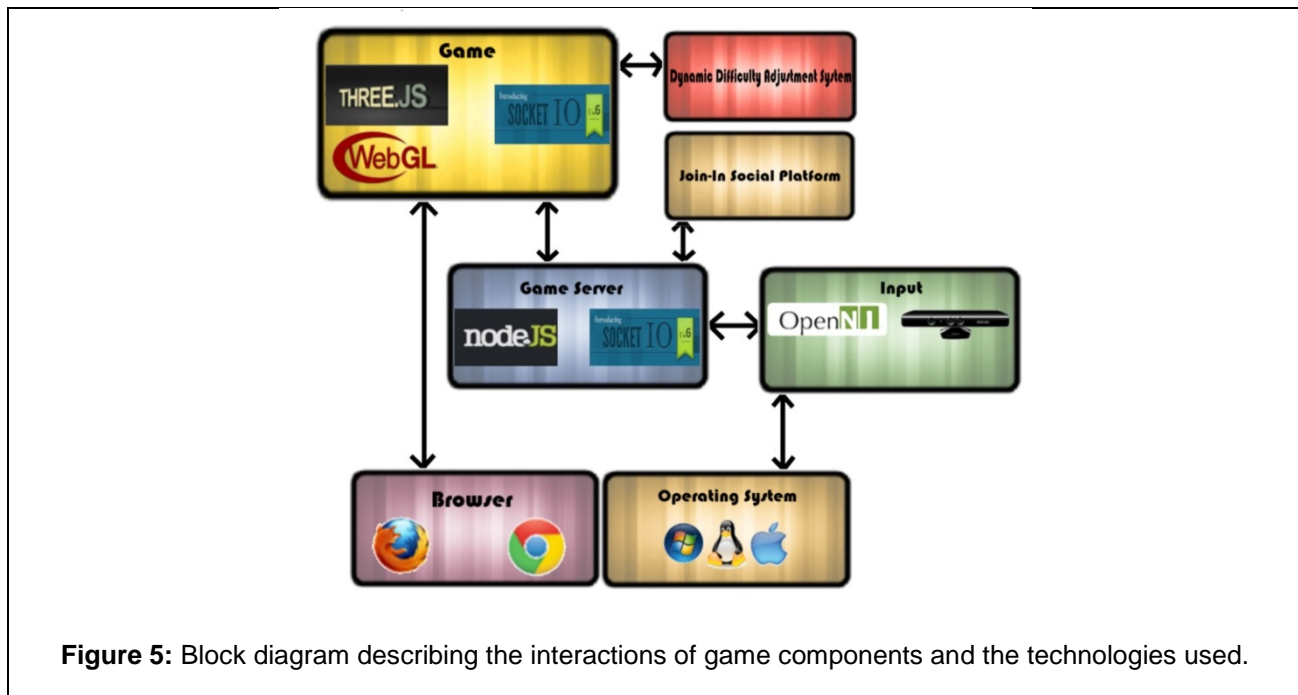 Game
THREE.JS
Introducing
SOCKET IO
v.6
WebGL
Dynamic Difficulty Adjustment System
Join-In Social Platform
Game Server
nodeJS
Introducing
SOCKET IO
v.6
Input
OpenNI
Browser
Operating System
Figure 5: Block diagram describing the interactions of game components and the technologies used.